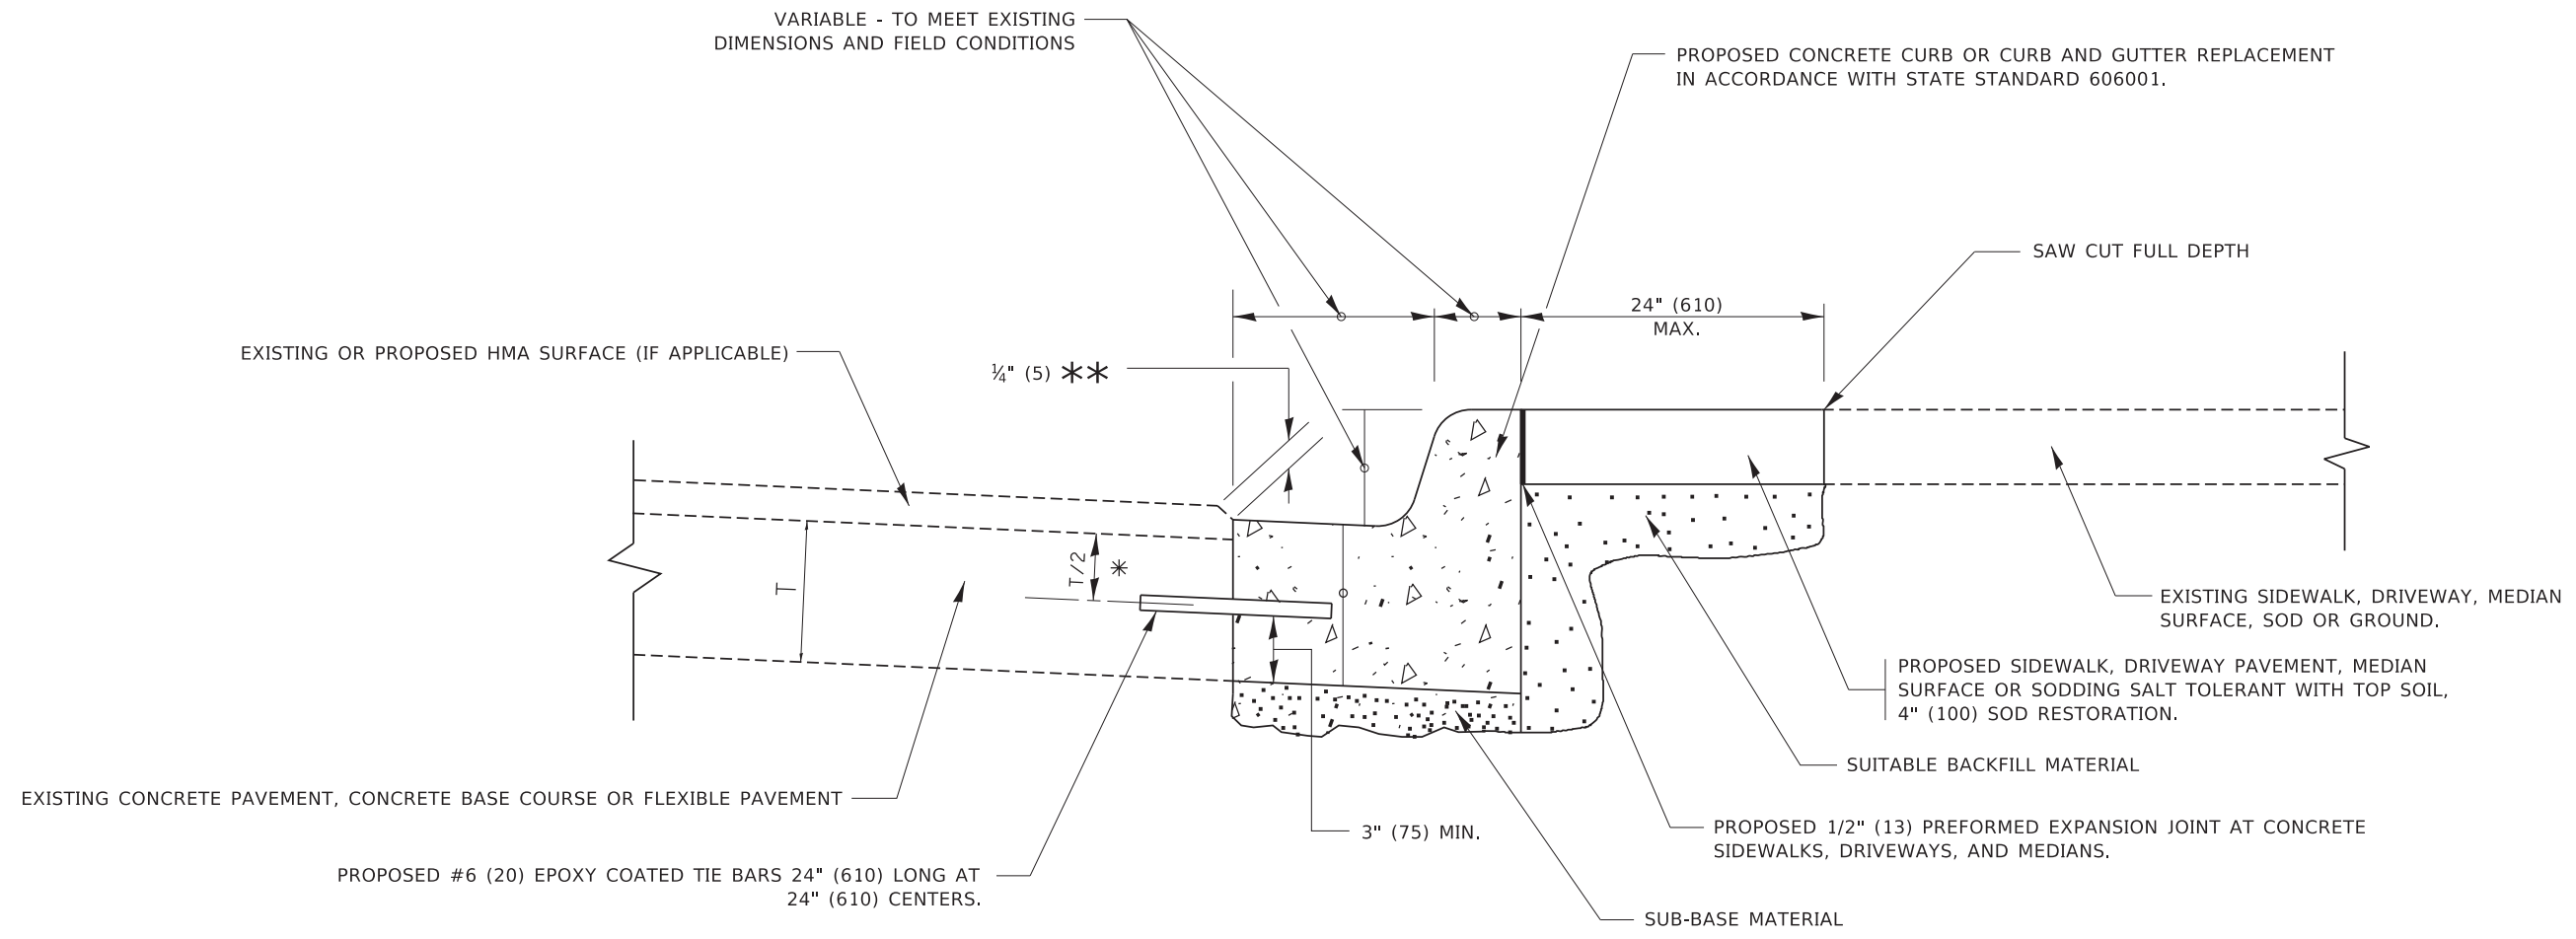 VARIABLE - TO MEET EXISTING
DIMENSIONS AND FIELD CONDITIONS
PROPOSED CONCRETE CURB OR CURB AND GUTTER REPLACEMENT
IN ACCORDANCE WITH STATE STANDARD 606001.
SAW CUT FULL DEPTH
24" (610)
MAX.
EXISTING OR PROPOSED HMA SURFACE (IF APPLICABLE)
¼" (5) **
T
T/2 *
EXISTING SIDEWALK, DRIVEWAY, MEDIAN
SURFACE, SOD OR GROUND.
PROPOSED SIDEWALK, DRIVEWAY PAVEMENT, MEDIAN
SURFACE OR SODDING SALT TOLERANT WITH TOP SOIL,
4" (100) SOD RESTORATION.
SUITABLE BACKFILL MATERIAL
EXISTING CONCRETE PAVEMENT, CONCRETE BASE COURSE OR FLEXIBLE PAVEMENT
3" (75) MIN.
PROPOSED 1/2" (13) PREFORMED EXPANSION JOINT AT CONCRETE
SIDEWALKS, DRIVEWAYS, AND MEDIANS.
PROPOSED #6 (20) EPOXY COATED TIE BARS 24" (610) LONG AT
24" (610) CENTERS.
SUB-BASE MATERIAL